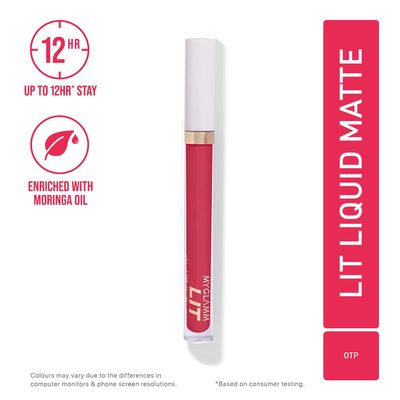 12 HR
UP TO 12HR* STAY
ENRICHED WITH
MORINGA OIL
MYGLAMM
LIT
LIT LIQUID MATTE
OTP
Colours may vary due to the differences in
computer monitors & phone screen resolutions.
*Based on consumer testing.